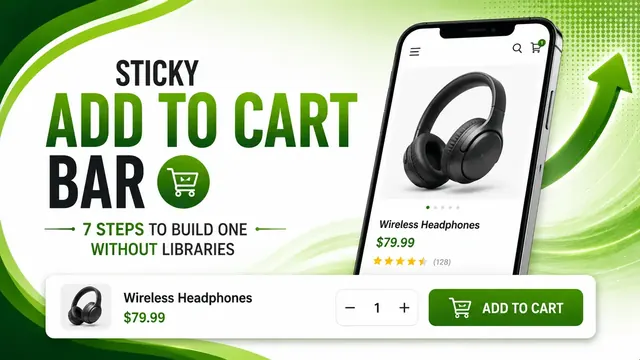 STICKY
ADD TO CART
BAR
7 STEPS TO BUILD ONE
WITHOUT LIBRARIES
Wireless Headphones
$79.99
(128)
Wireless Headphones
$79.99
− 1 +
ADD TO CART